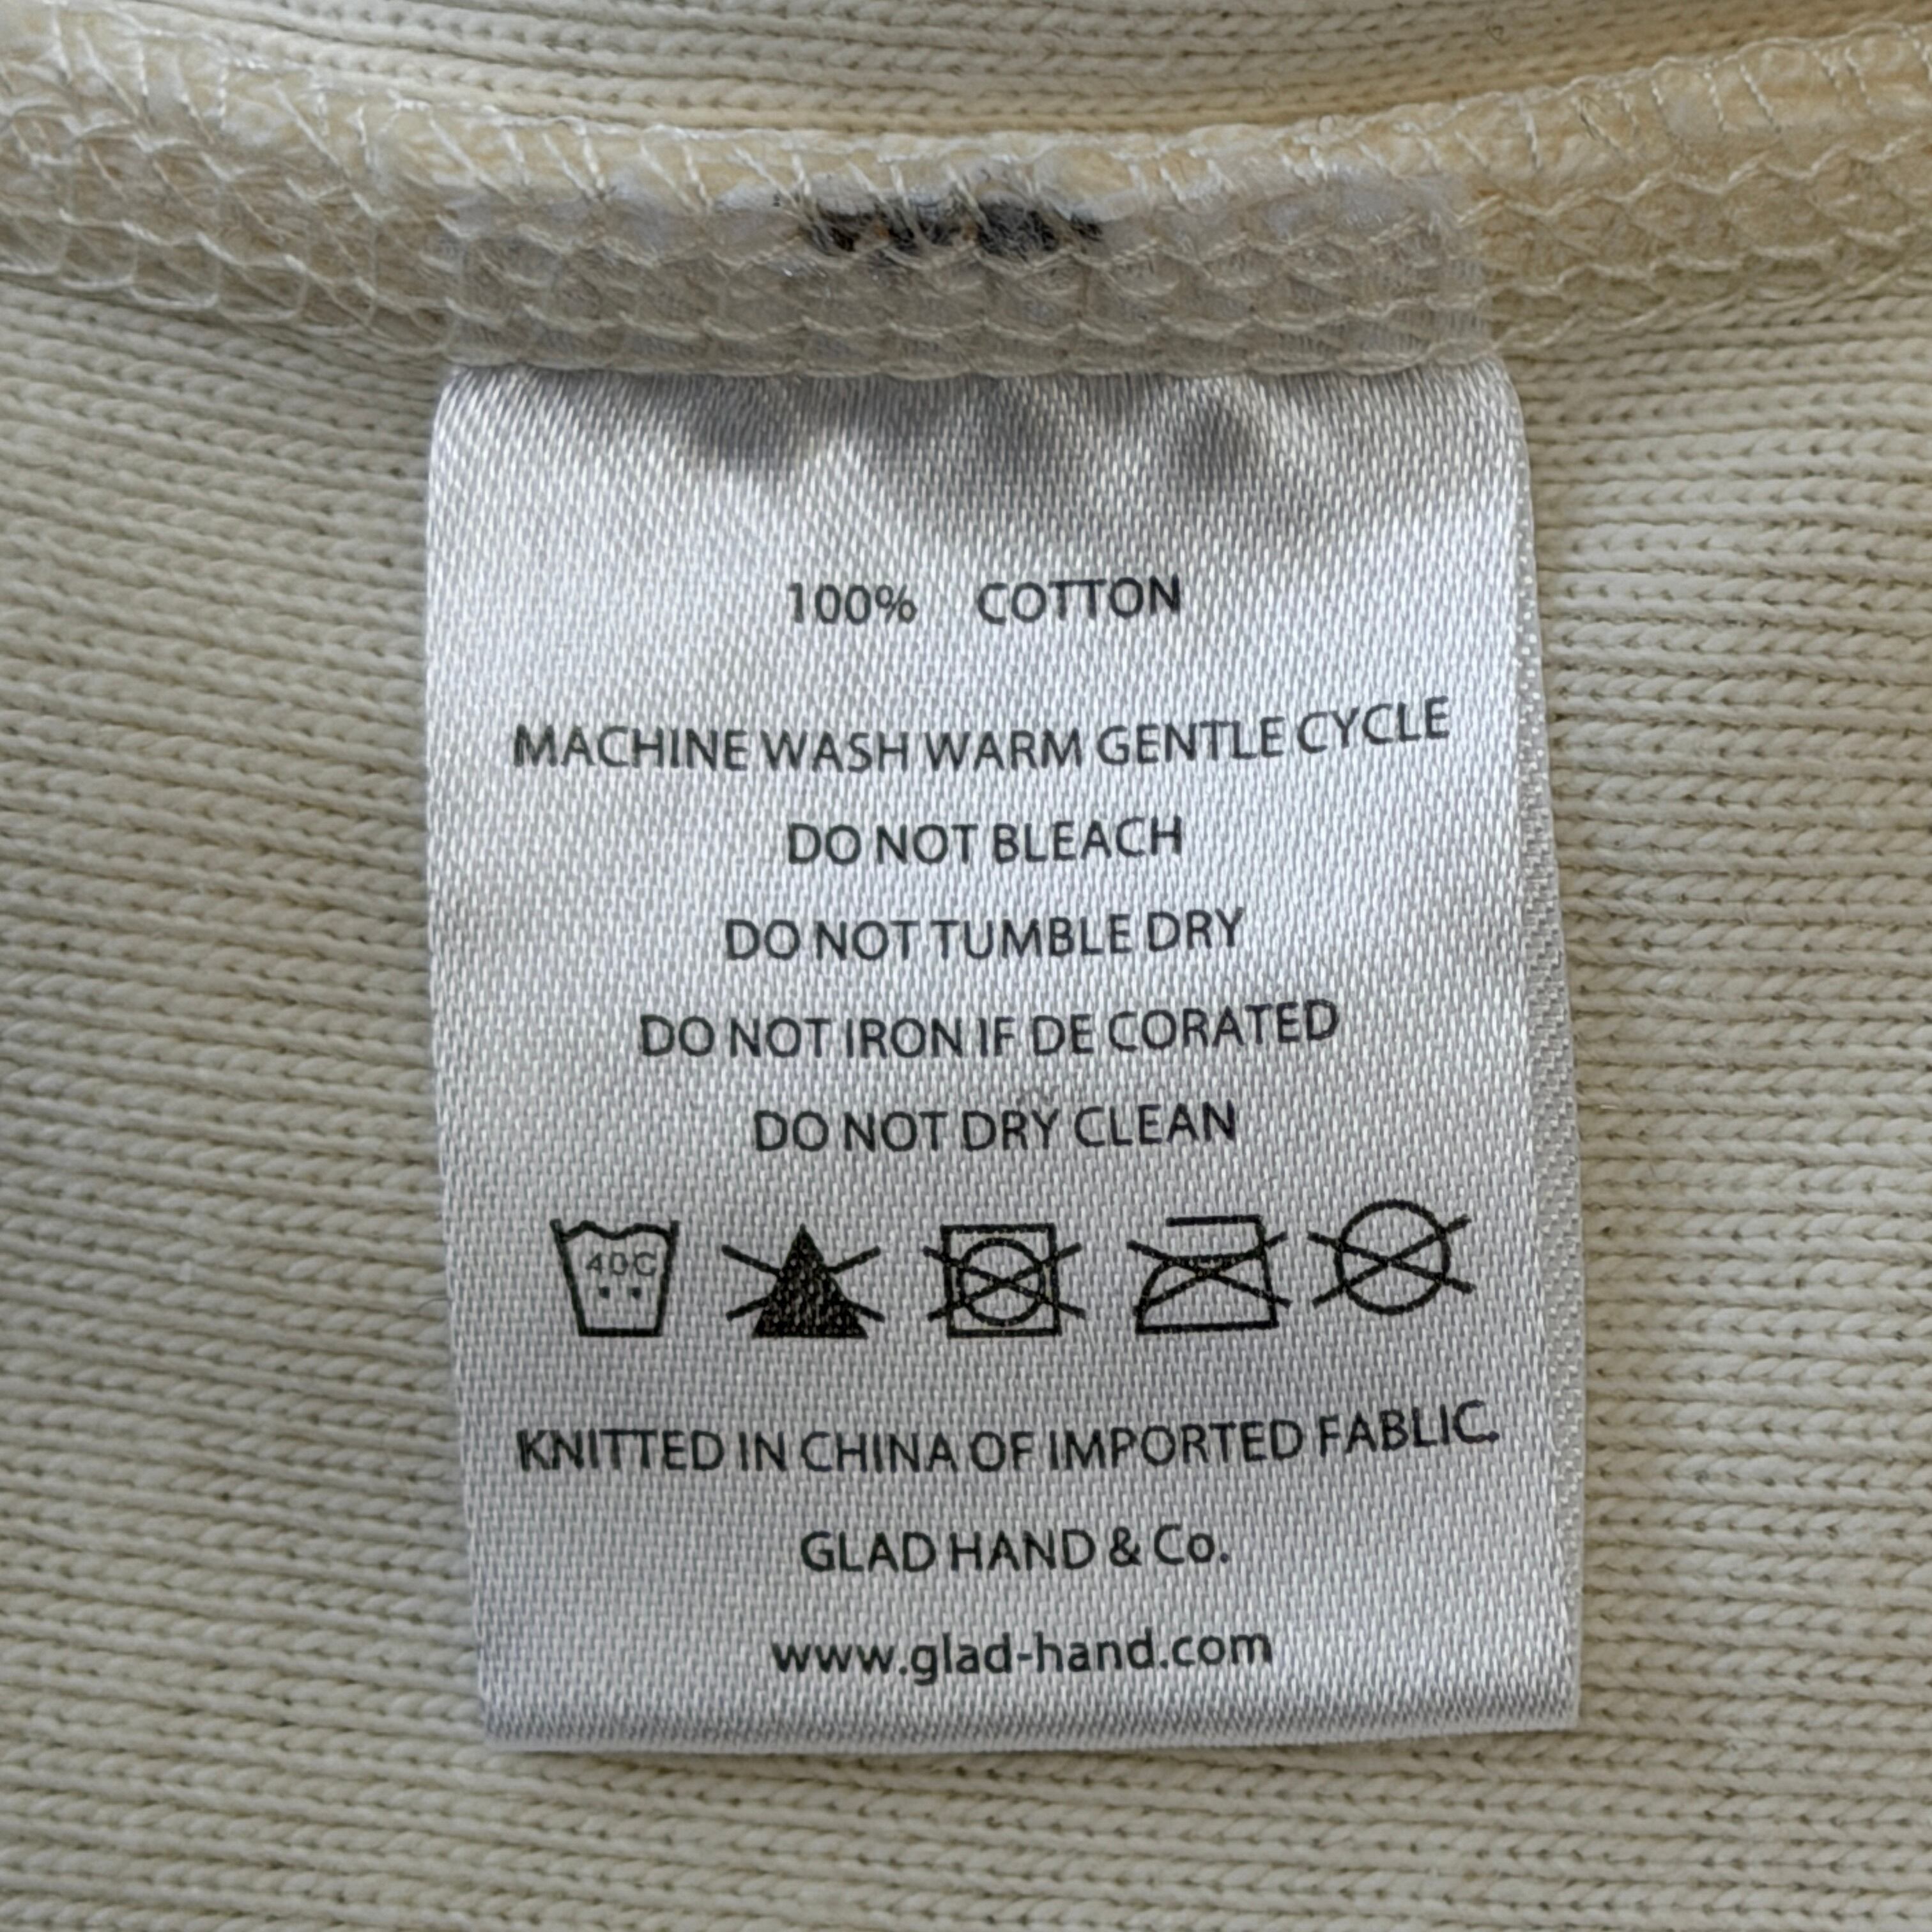 100% COTTON
MACHINE WASH WARM GENTLE CYCLE
DO NOT BLEACH
DO NOT TUMBLE DRY
DO NOT IRON IF DE CORATED
DO NOT DRY CLEAN
40C
KNITTED IN CHINA OF IMPORTED FABLIC.
GLAD HAND & Co.
www.glad-hand.com